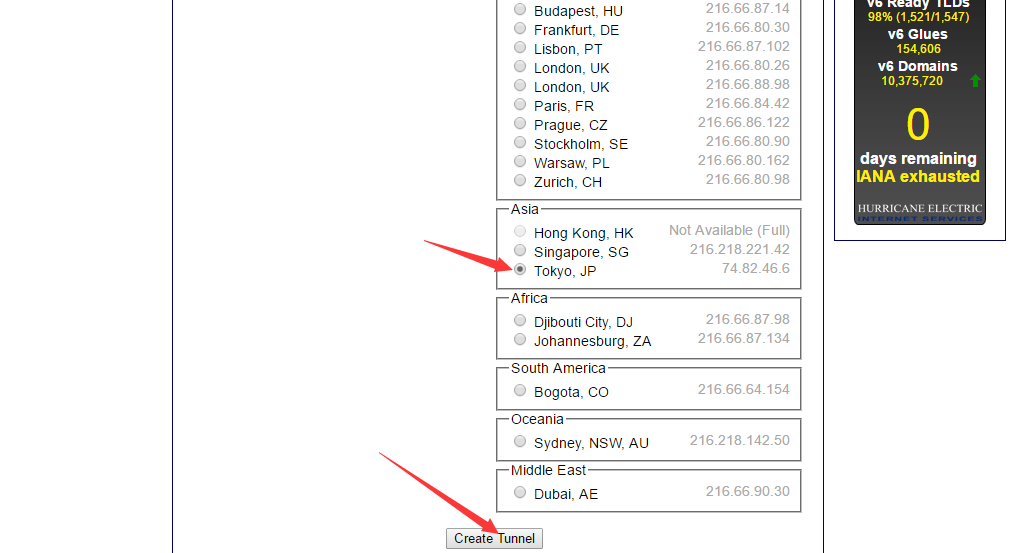 Budapest, HU 216.66.87.14
Frankfurt, DE 216.66.80.30
Lisbon, PT 216.66.87.102
London, UK 216.66.80.26
London, UK 216.66.88.98
Paris, FR 216.66.84.42
Prague, CZ 216.66.86.122
Stockholm, SE 216.66.80.90
Warsaw, PL 216.66.80.162
Zurich, CH 216.66.80.98
Asia
Hong Kong, HK Not Available (Full)
Singapore, SG 216.218.221.42
Tokyo, JP 74.82.46.6
Africa
Djibouti City, DJ 216.66.87.98
Johannesburg, ZA 216.66.87.134
South America
Bogota, CO 216.66.64.154
Oceania
Sydney, NSW, AU 216.218.142.50
Middle East
Dubai, AE 216.66.90.30
Create Tunnel
v6 Ready TLDs
98% (1,521/1,547)
v6 Glues
154,606
v6 Domains
10,375,720
0
days remaining
IANA exhausted
HURRICANE ELECTRIC
INTERNET SERVICES